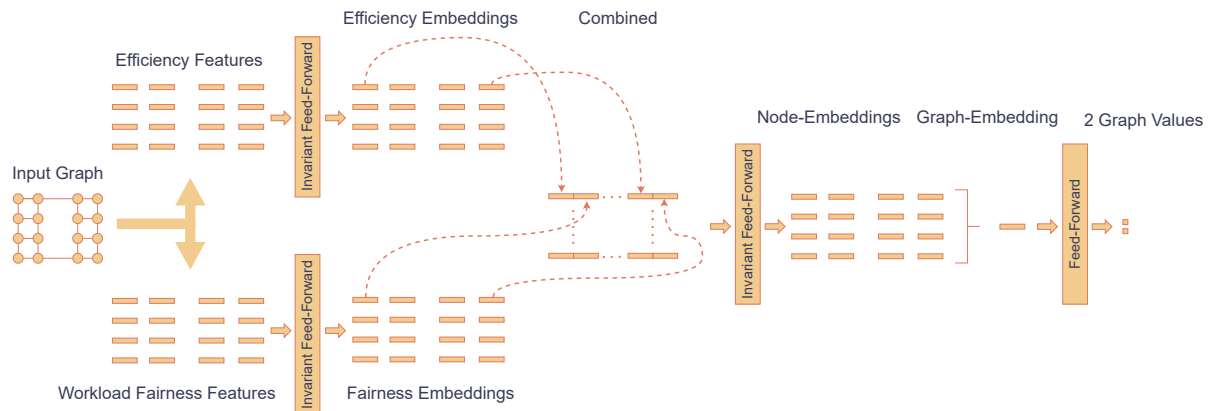 Efficiency Embeddings
Combined
Efficiency Features
Invariant Feed-Forward
Input Graph
Node-Embeddings
Graph-Embedding
2 Graph Values
Invariant Feed-Forward
Feed-Forward
Invariant Feed-Forward
Workload Fairness Features
Fairness Embeddings